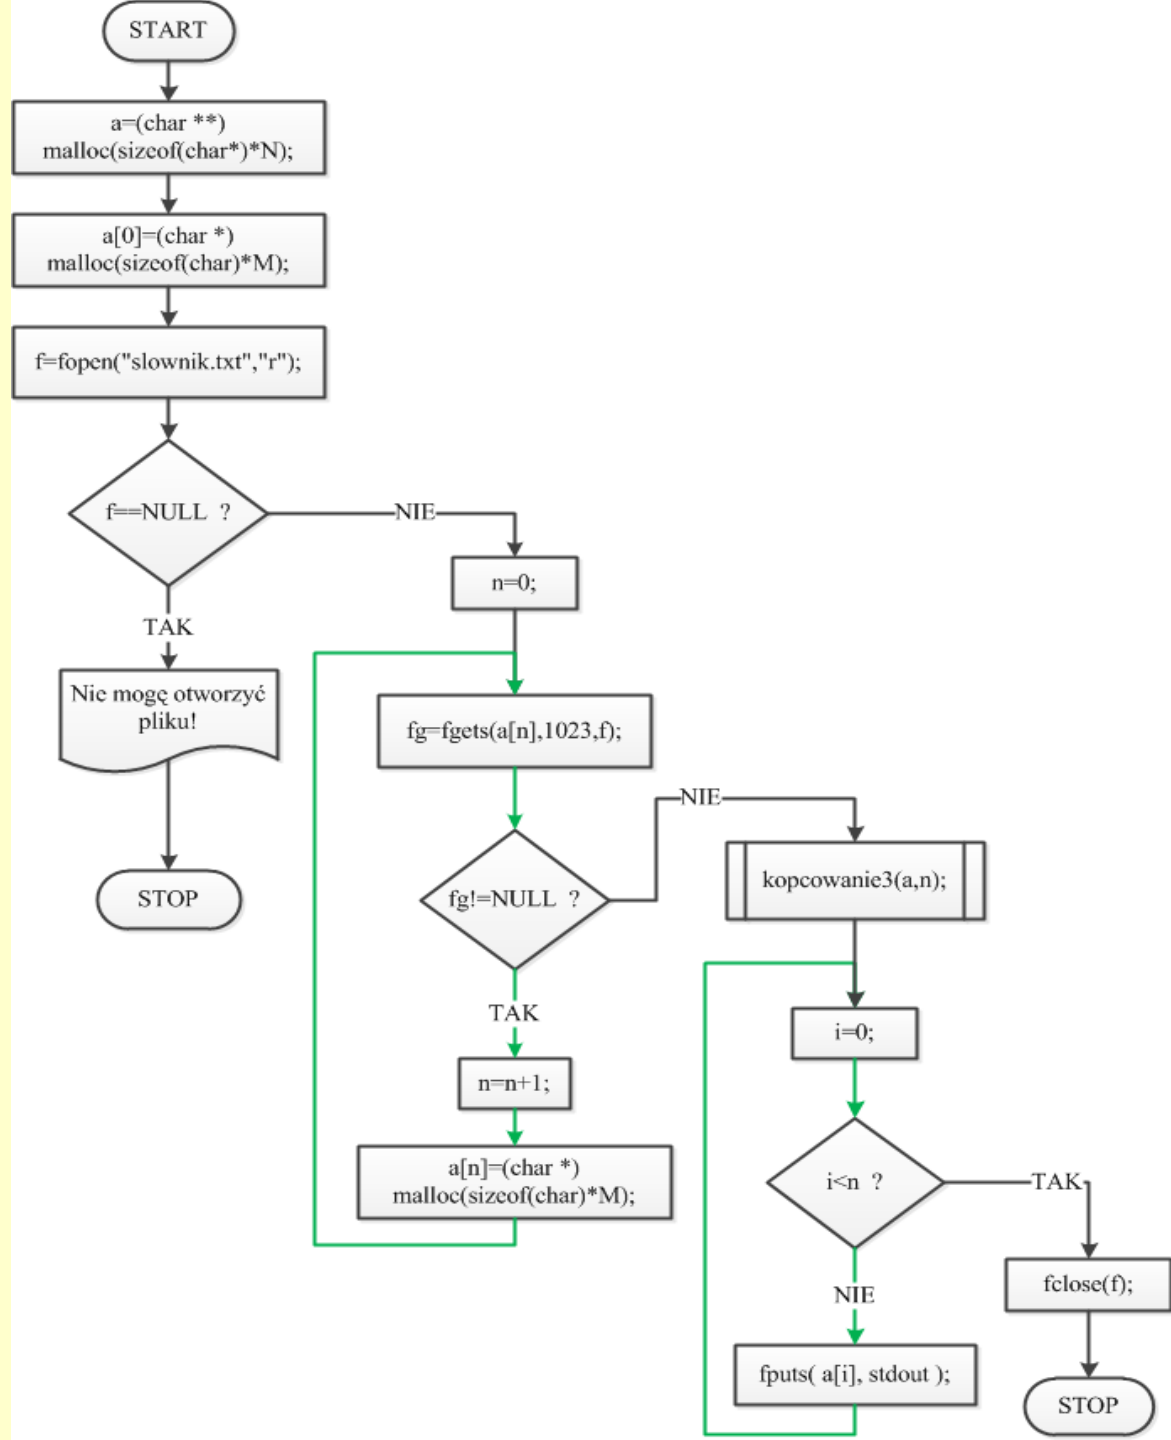 START
a=(char **)
malloc(sizeof(char*)*N);
a[0]=(char *)
malloc(sizeof(char)*M);
f=fopen("slownik.txt","r");
f==NULL ?
NIE
n=0;
TAK
Nie mogę otworzyć
pliku!
STOP
fg=fgets(a[n],1023,f);
fg!=NULL ?
NIE
TAK
n=n+1;
a[n]=(char *)
malloc(sizeof(char)*M);
kopcowanie3(a,n);
i=0;
i<n ?
TAK
NIE
fputs( a[i], stdout );
fclose(f);
STOP